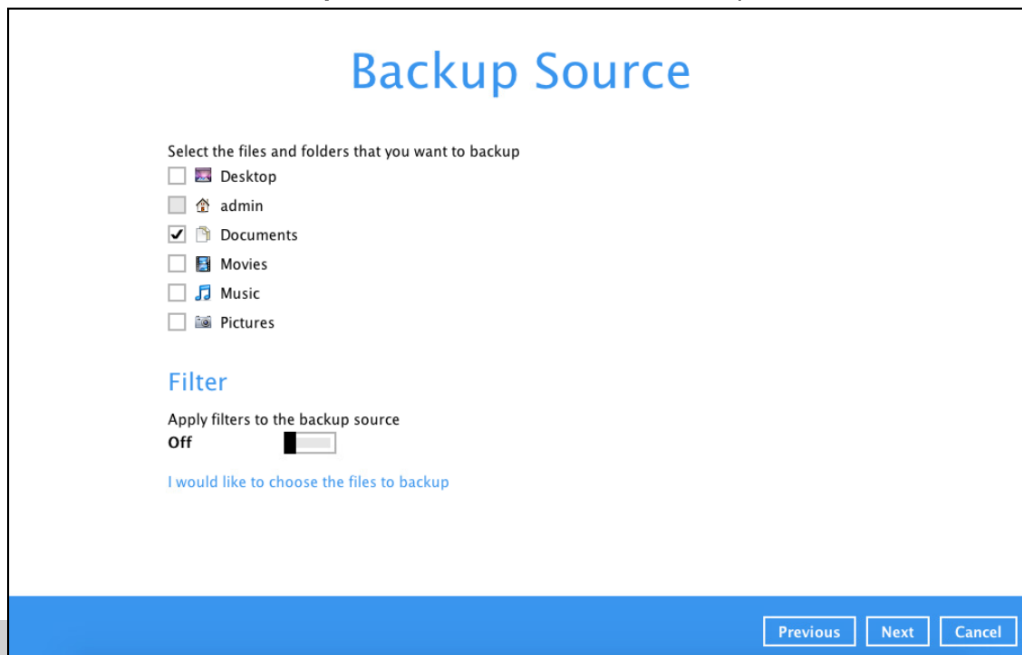 Backup Source
Select the files and folders that you want to backup
Desktop
admin
Documents
Movies
Music
Pictures
Filter
Apply filters to the backup source
Off
I would like to choose the files to backup
Previous Next Cancel